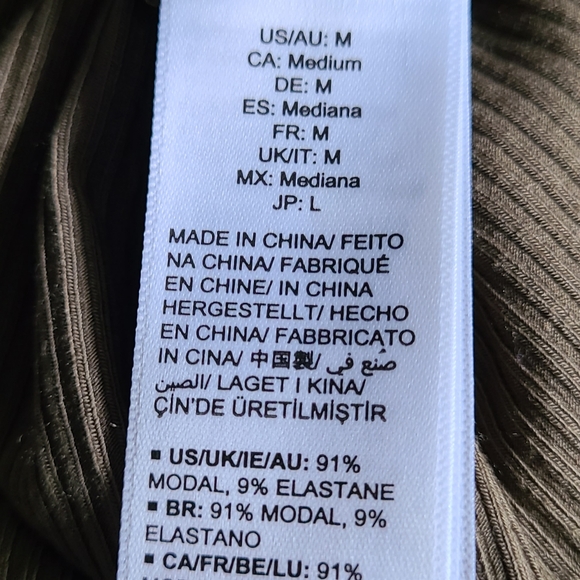 US/AU: M
CA: Medium
DE: M
ES: Mediana
FR: M
UK/IT: M
MX: Mediana
JP: L
MADE IN CHINA/ FEITO
NA CHINA/ FABRIQUÉ
EN CHINE/ IN CHINA
HERGESTELLT/ HECHO
EN CHINA/ FABBRICATO
IN CINA/ 中国製/ صنع في
الصين/ LAGET I KINA/
ÇİN'DE ÜRETİLMİŞTİR
▪ US/UK/IE/AU: 91%
MODAL, 9% ELASTANE
▪ BR: 91% MODAL, 9%
ELASTANO
▪ CA/FR/BE/LU: 91%